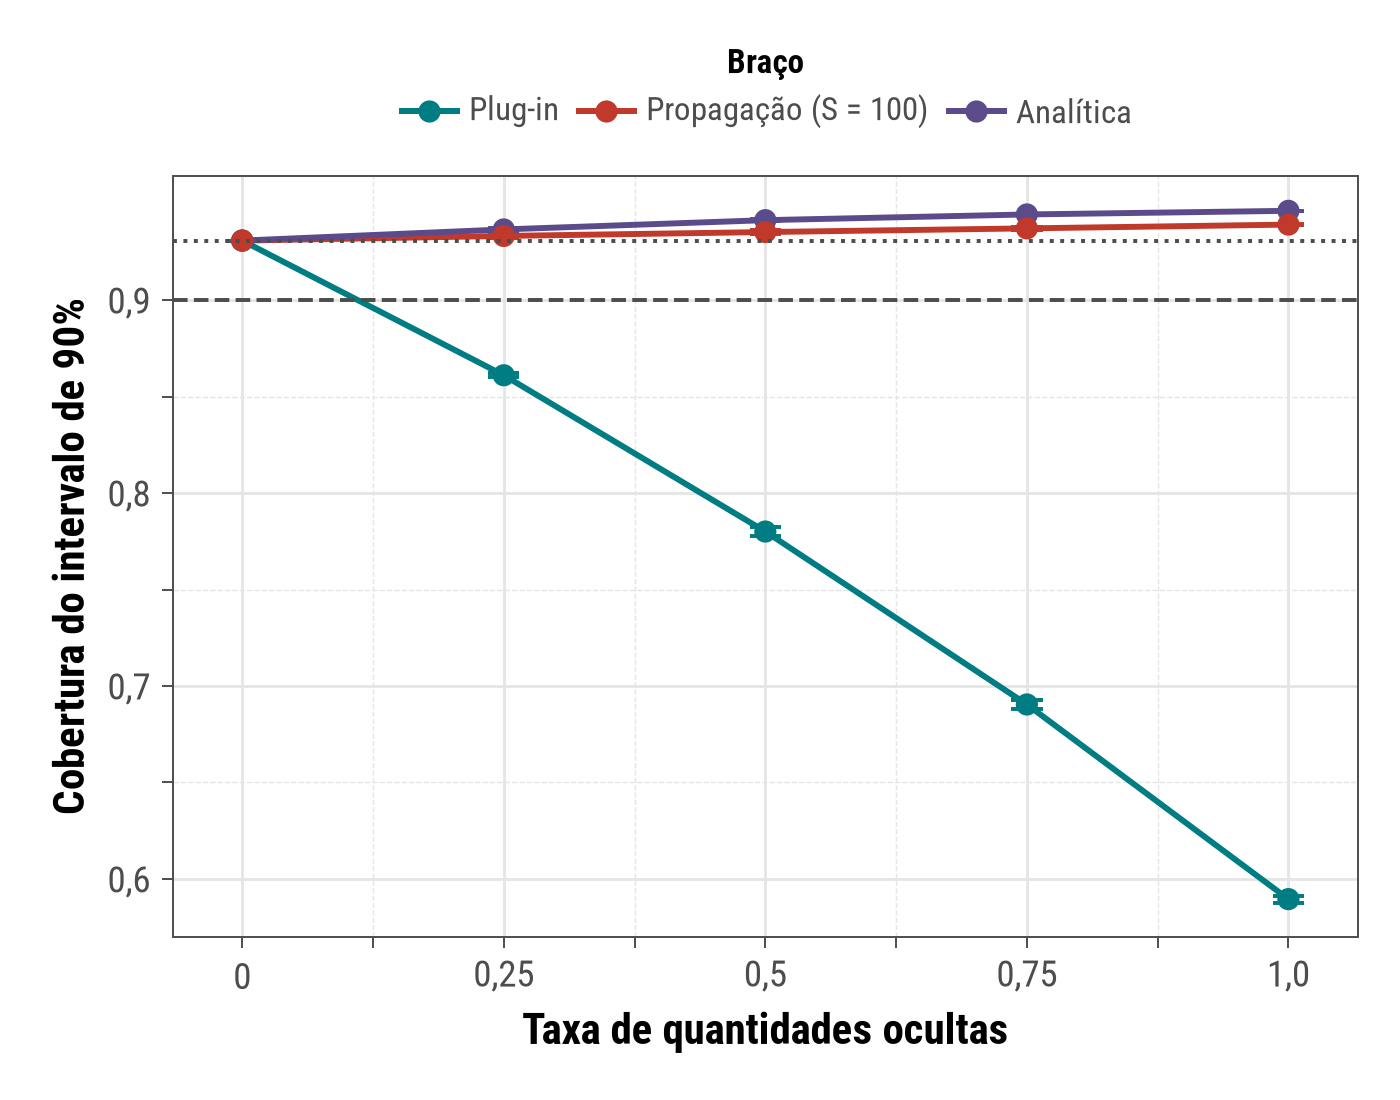 Braço
Plug-in Propagação (S = 100) Analítica
Cobertura do intervalo de 90%
0,9
0,8
0,7
0,6
0 0,25 0,5 0,75 1,0
Taxa de quantidades ocultas